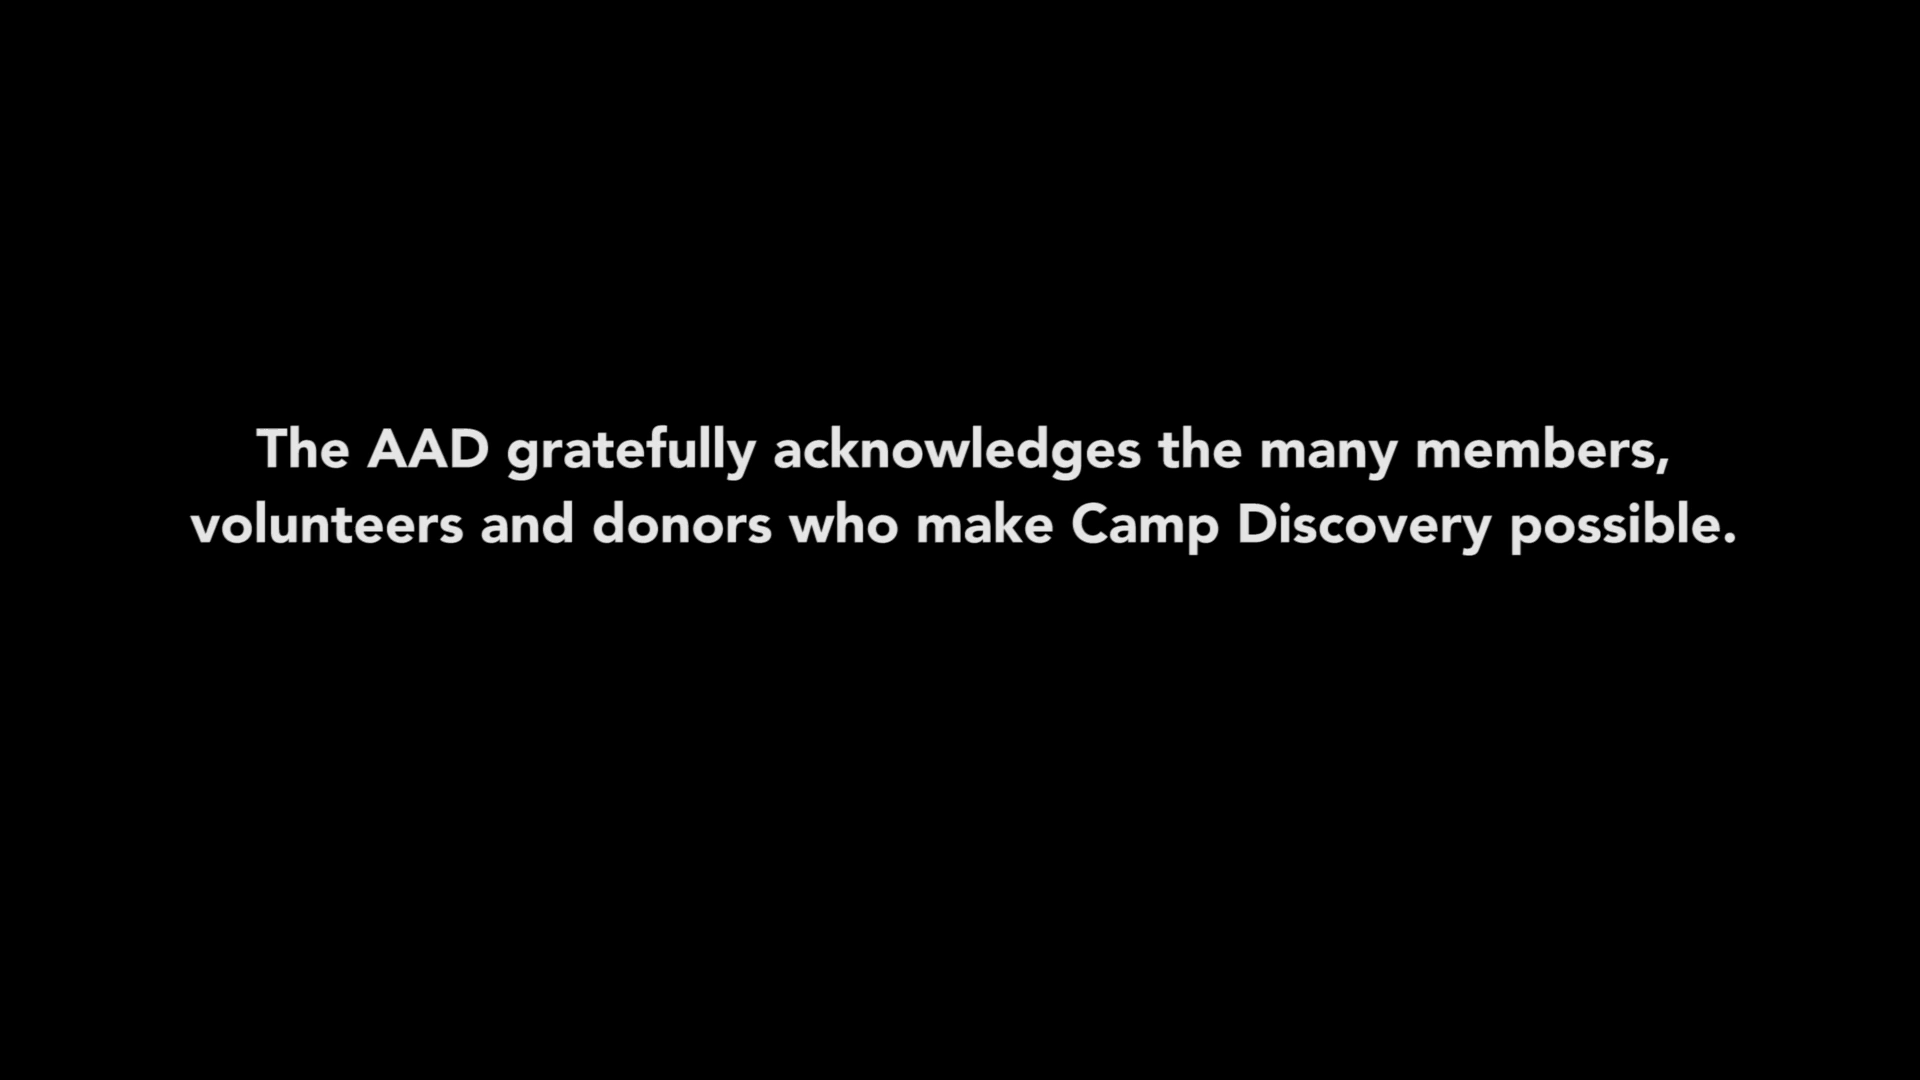 The AAD gratefully acknowledges the many members,
volunteers and donors who make Camp Discovery possible.